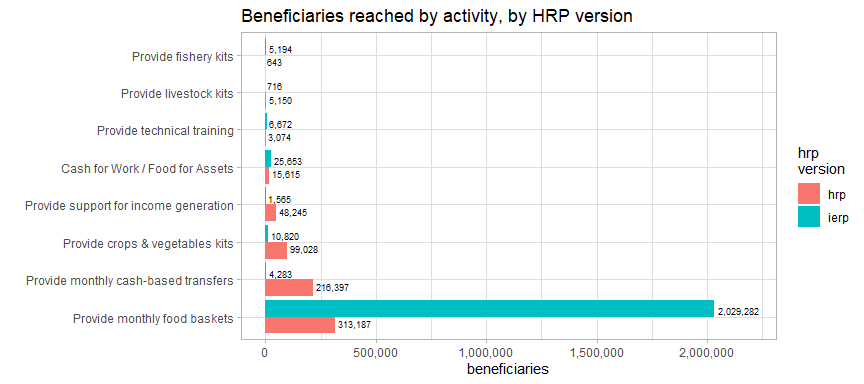 Beneficiaries reached by activity, by HRP version
Provide fishery kits
5,194
643
Provide livestock kits
716
5,150
Provide technical training
6,672
3,074
Cash for Work / Food for Assets
25,653
15,615
Provide support for income generation
1,565
48,245
Provide crops & vegetables kits
10,820
99,028
Provide monthly cash-based transfers
4,283
216,397
Provide monthly food baskets
2,029,282
313,187
0
500,000
1,000,000
1,500,000
2,000,000
beneficiaries
hrp
version
hrp
ierp